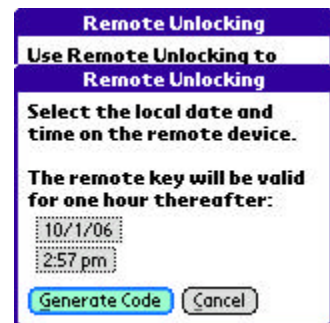 Remote Unlocking
Use Remote Unlocking to
Remote Unlocking
Select the local date and
time on the remote device.
The remote key will be valid
for one hour thereafter:
10/1/06
2:57 pm
Generate Code Cancel